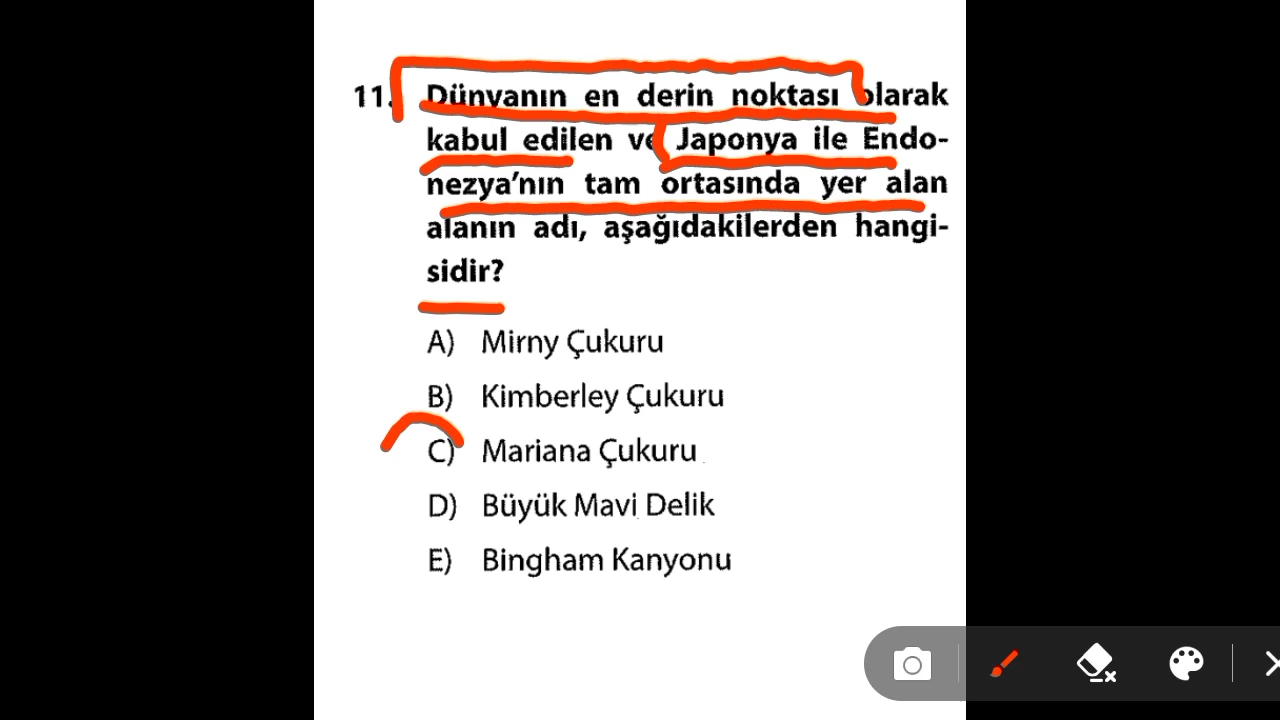 11. Dünyanın en derin noktası olarak
kabul edilen ve Japonya ile Endo-
nezya’nın tam ortasında yer alan
alanın adı, aşağıdakilerden hangi-
sidir?
A) Mirny Çukuru
B) Kimberley Çukuru
C) Mariana Çukuru
D) Büyük Mavi Delik
E) Bingham Kanyonu